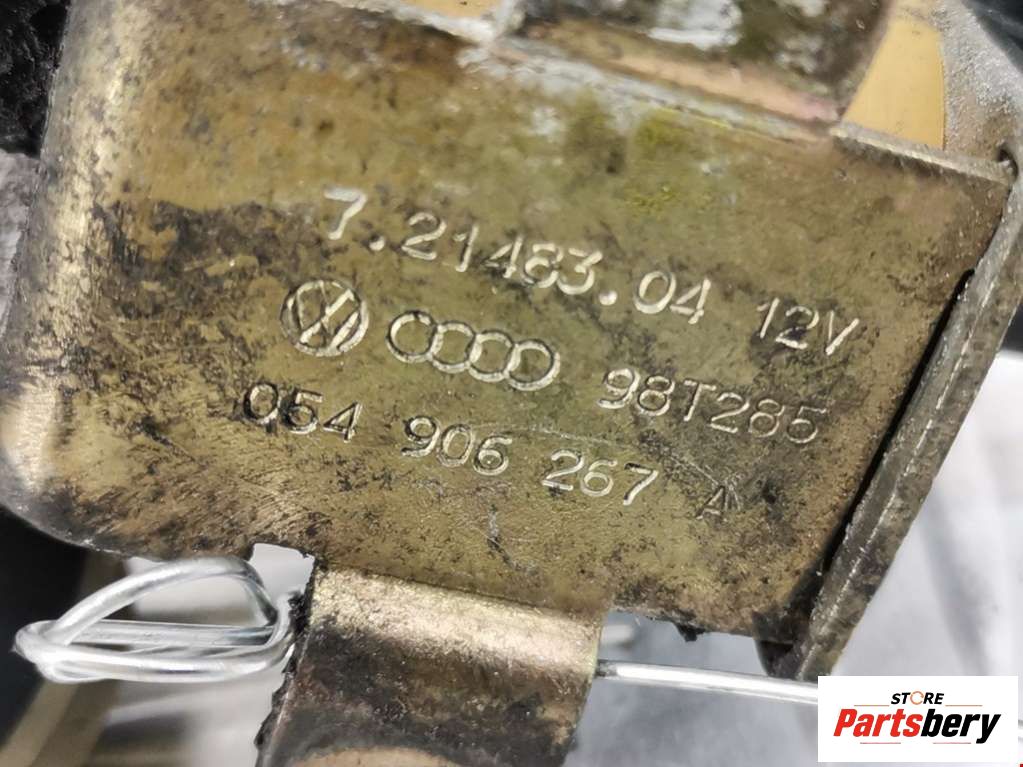 7.21483.04 12V
98T285
054 906 267 A
STORE
Partsbery